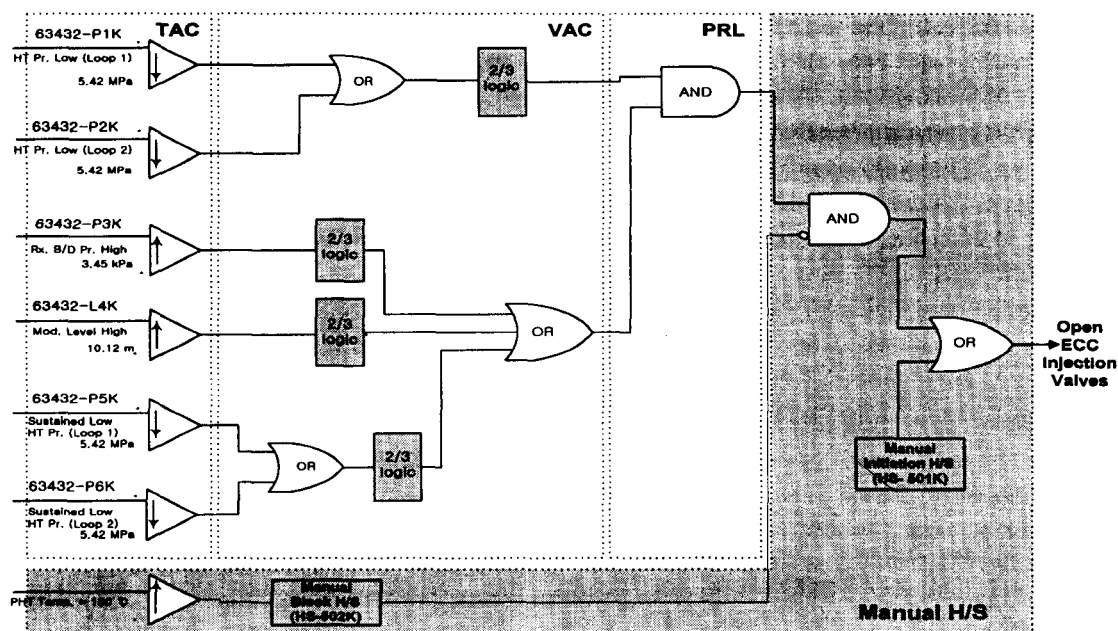 TAC
VAC
PRL
63432-P1K
HT Pr. Low (Loop 1)
5.42 MPa
OR
2/3
logic
AND
63432-P2K
HT Pr. Low (Loop 2)
5.42 MPa
63432-P3K
Rx. B/D Pr. High
3.45 kPa
2/3
logic
AND
63432-L4K
Mod. Level High
10.12 m
2/3
logic
OR
OR
Open
ECC
Injection
Valves
63432-P5K
Sustained Low
HT Pr. (Loop 1)
5.42 MPa
OR
2/3
logic
Manual
Initiation H/S
(HS- 501K)
63432-P6K
Sustained Low
HT Pr. (Loop 2)
5.42 MPa
PHT Temp.
Manual
Block H/S
(HS-502K)
Manual H/S